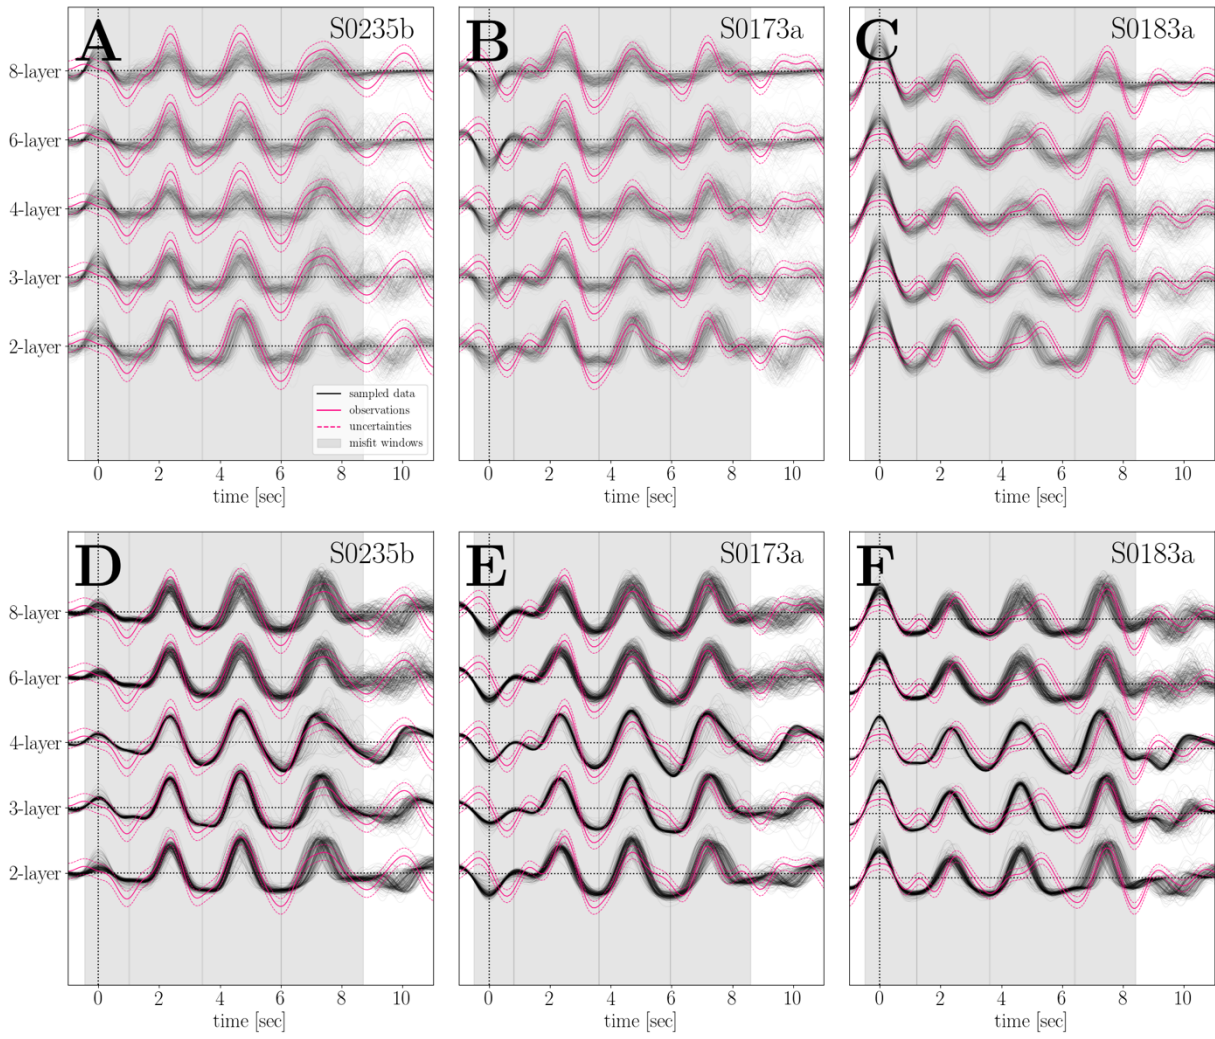 A S0235b
B S0173a
C S0183a
8-layer
6-layer
4-layer
3-layer
2-layer
sampled data
observations
uncertainties
misfit windows
0 2 4 6 8 10
0 2 4 6 8 10
0 2 4 6 8 10
time [sec]
time [sec]
time [sec]
D S0235b
E S0173a
F S0183a
8-layer
6-layer
4-layer
3-layer
2-layer
0 2 4 6 8 10
0 2 4 6 8 10
0 2 4 6 8 10
time [sec]
time [sec]
time [sec]